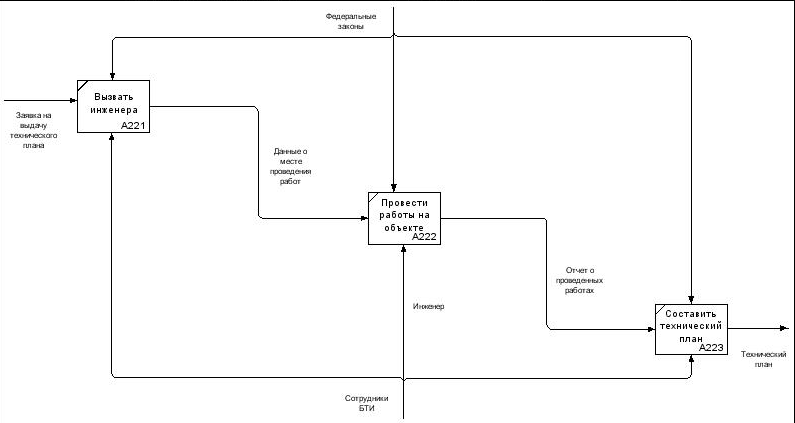 Федеральные
законы
Вызвать
инженера
A221
Заявка на
выдачу
технического
плана
Данные о
месте
проведения
работ
Провести
работы на
объекте
A222
Отчет о
проведенных
работах
Инженер
Составить
технический
план
A223
Технический
план
Сотрудники
БТИ